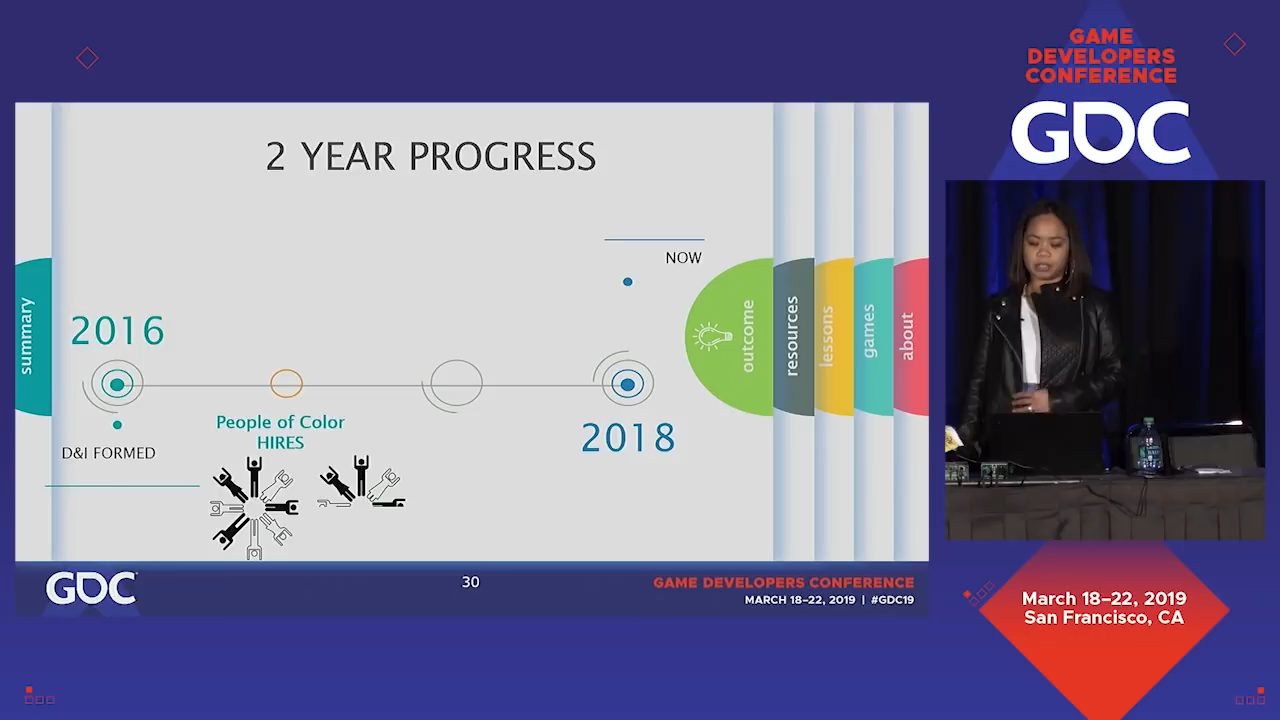 GAME
DEVELOPERS
CONFERENCE
GDC
2 YEAR PROGRESS
NOW
summary
2016
outcome
resources
lessons
games
about
People of Color
HIRES
2018
D&I FORMED
GDC
30
GAME DEVELOPERS CONFERENCE
MARCH 18–22, 2019 | #GDC19
March 18–22, 2019
San Francisco, CA